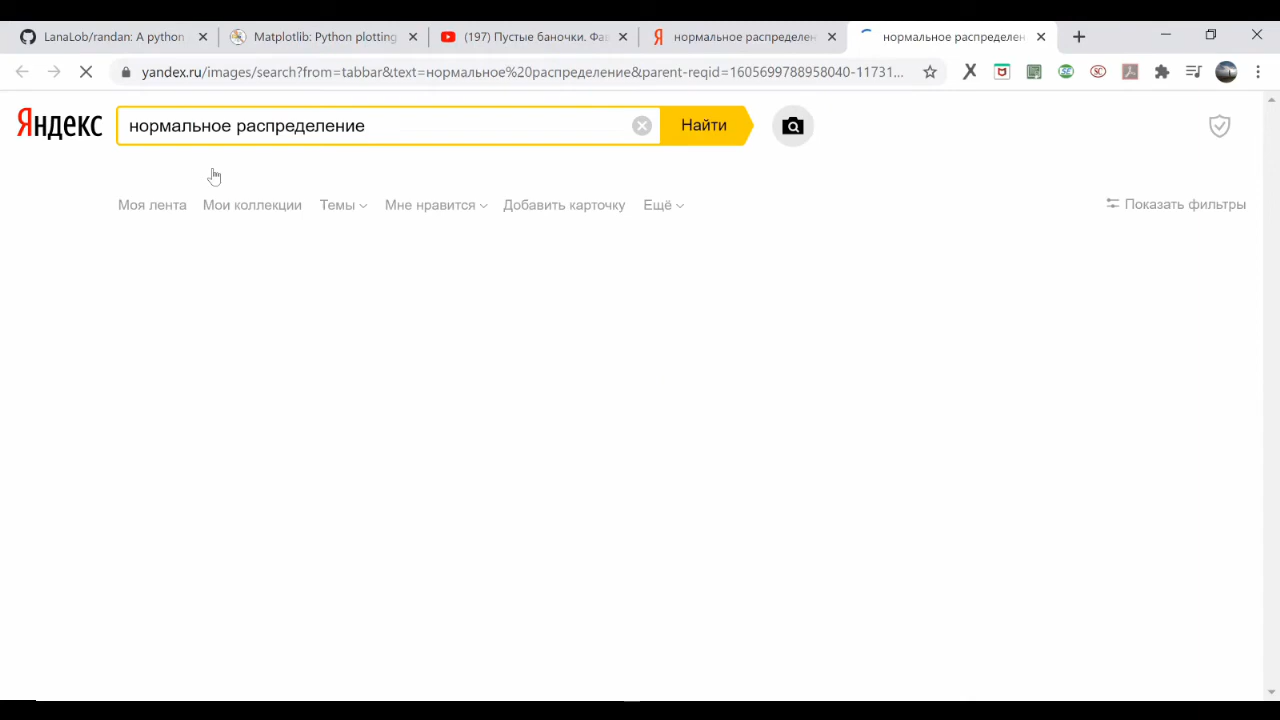 LanaLob/randan: A python
Matplotlib: Python plotting
(197) Пустые баночки. Фа
нормальное распределен
нормальное распределен
yandex.ru/images/search?from=tabbar&text=нормальное%20распределение&parent-reqid=1605699788958040-11731...
Яндекс
нормальное распределение
Найти
Моя лента
Мои коллекции
Темы
Мне нравится
Добавить карточку
Ещё
Показать фильтры